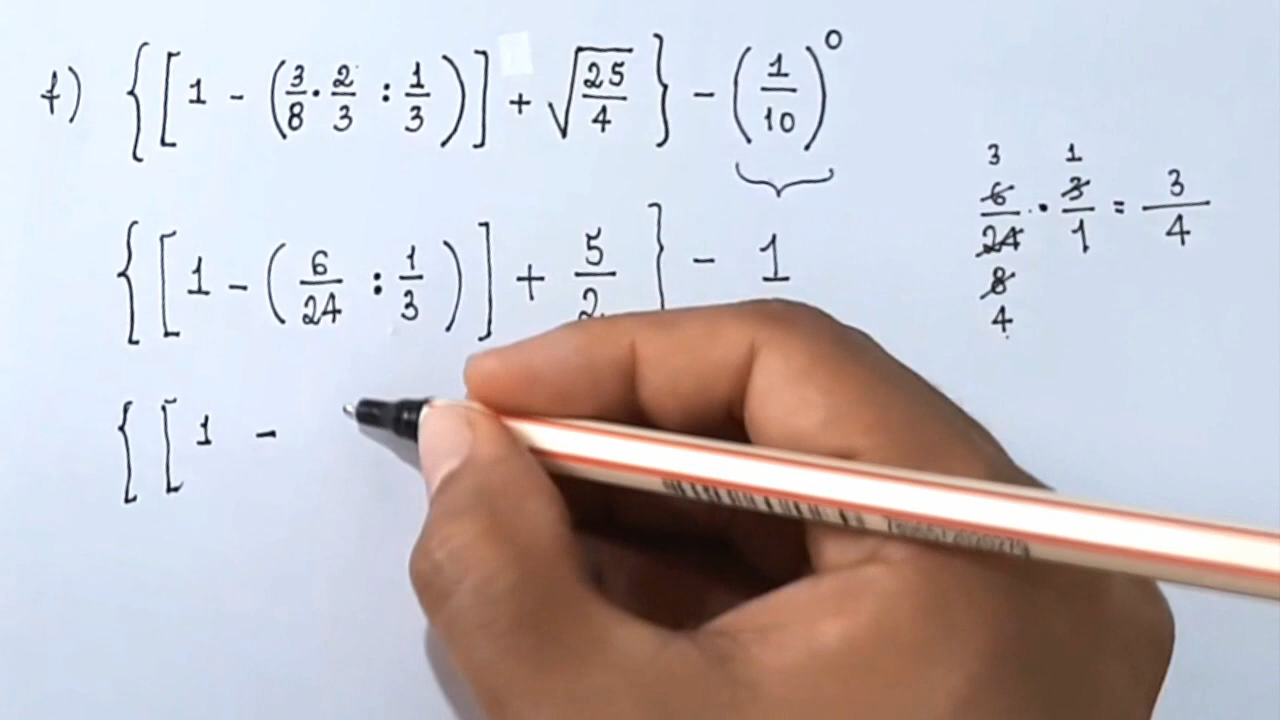 f) {[1 - (3/8 · 2/3 : 1/3)] + √25/4} - (1/10)⁰
{[1 - (6/24 : 1/3)] + 5/2} - 1
{[1 -
3 1
6/24 · 3/1 = 3/4
8
4